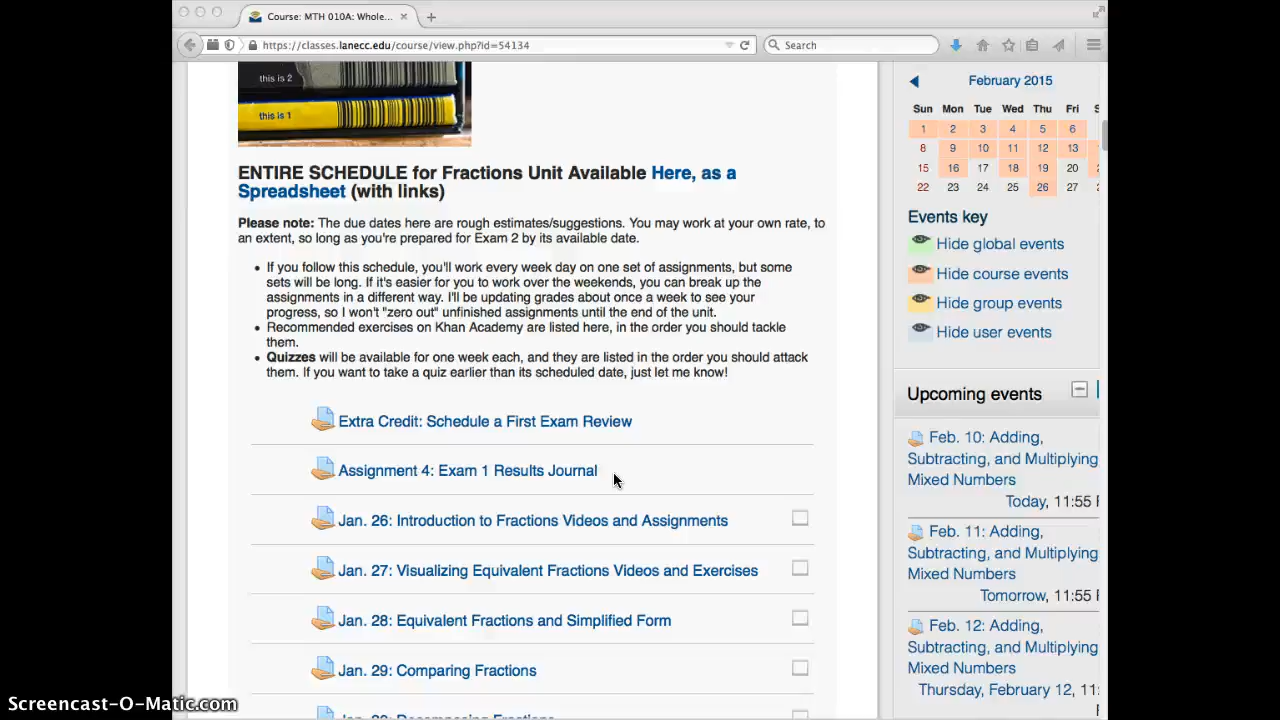 Course: MTH 010A: Whole...
https://classes.lanecc.edu/course/view.php?id=54134
Search
this is 2
this is 1
ENTIRE SCHEDULE for Fractions Unit Available Here, as a
Spreadsheet (with links)
Please note: The due dates here are rough estimates/suggestions. You may work at your own rate, to
an extent, so long as you're prepared for Exam 2 by its available date.
• If you follow this schedule, you'll work every week day on one set of assignments, but some
sets will be long. If it's easier for you to work over the weekends, you can break up the
assignments in a different way. I'll be updating grades about once a week to see your
progress, so I won't "zero out" unfinished assignments until the end of the unit.
• Recommended exercises on Khan Academy are listed here, in the order you should tackle
them.
• Quizzes will be available for one week each, and they are listed in the order you should attack
them. If you want to take a quiz earlier than its scheduled date, just let me know!
Extra Credit: Schedule a First Exam Review
Assignment 4: Exam 1 Results Journal
Jan. 26: Introduction to Fractions Videos and Assignments
Jan. 27: Visualizing Equivalent Fractions Videos and Exercises
Jan. 28: Equivalent Fractions and Simplified Form
Jan. 29: Comparing Fractions
February 2015
Sun Mon Tue Wed Thu Fri S
1 2 3 4 5 6
8 9 10 11 12 13
15 16 17 18 19 20
22 23 24 25 26 27
Events key
Hide global events
Hide course events
Hide group events
Hide user events
Upcoming events
Feb. 10: Adding,
Subtracting, and Multiplying
Mixed Numbers
Today, 11:55
Feb. 11: Adding,
Subtracting, and Multiplying
Mixed Numbers
Tomorrow, 11:55
Feb. 12: Adding,
Subtracting, and Multiplying
Mixed Numbers
Thursday, February 12, 11:
Screencast-O-Matic.com